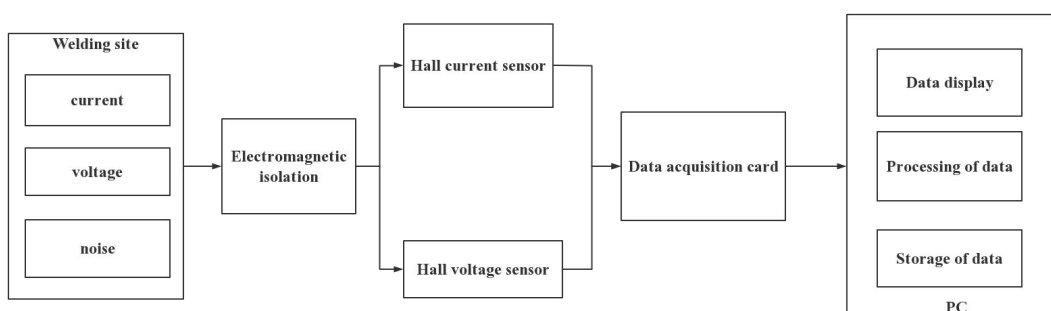 Welding site
current
voltage
noise
Electromagnetic
isolation
Hall current sensor
Hall voltage sensor
Data acquisition card
Data display
Processing of data
Storage of data
PC